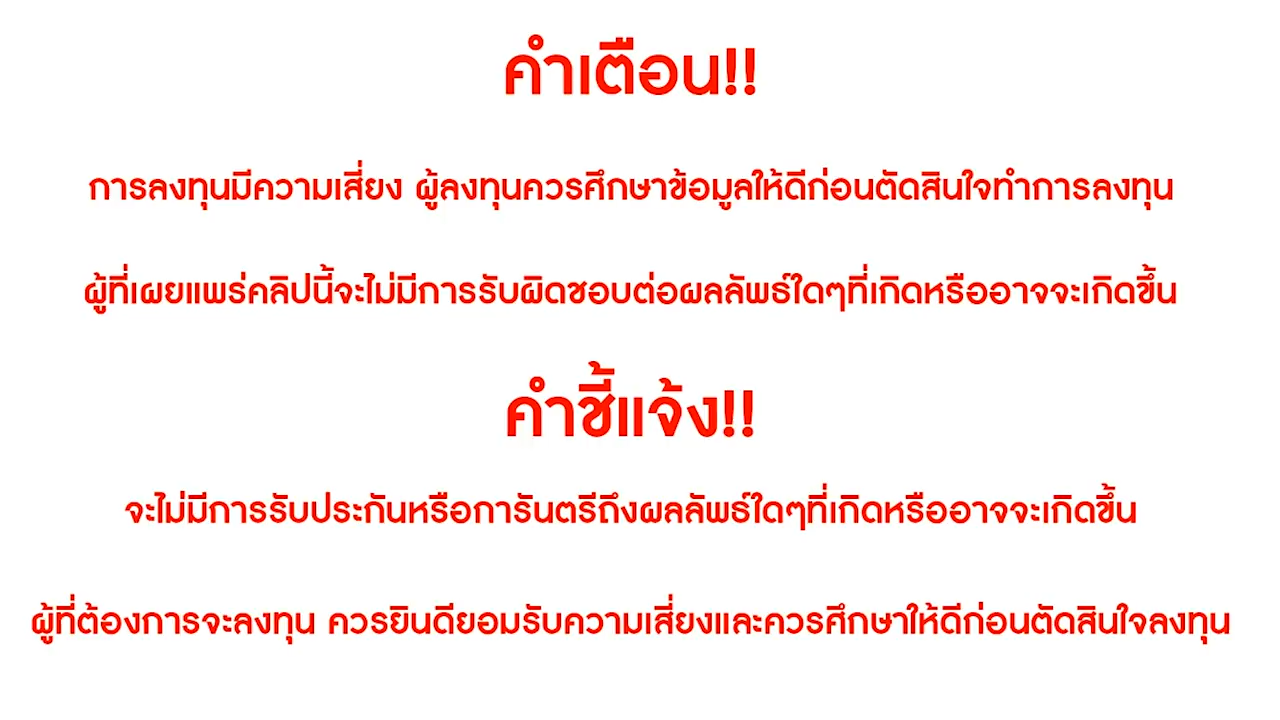 คำเตือน!!
การลงทุนมีความเสี่ยง ผู้ลงทุนควรศึกษาข้อมูลให้ดีก่อนตัดสินใจทำการลงทุน
ผู้ที่เผยแพร่คลิปนี้จะไม่มีการรับผิดชอบต่อผลลัพธ์ใดๆที่เกิดหรืออาจจะเกิดขึ้น
คำชี้แจ้ง!!
จะไม่มีการรับประกันหรือการันตรีถึงผลลัพธ์ใดๆที่เกิดหรืออาจจะเกิดขึ้น
ผู้ที่ต้องการจะลงทุน ควรยินดียอมรับความเสี่ยงและควรศึกษาให้ดีก่อนตัดสินใจลงทุน